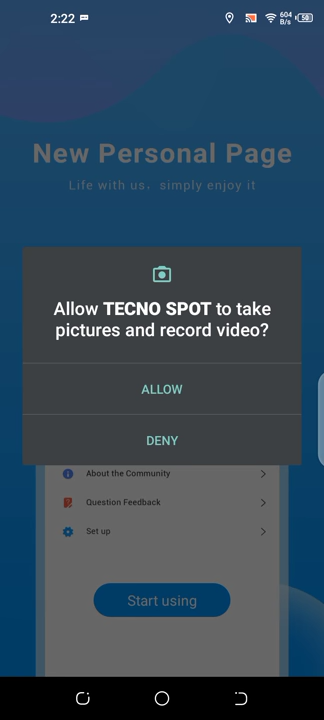 2:22
604
B/s
50
New Personal Page
Life with us, simply enjoy it
Allow TECNO SPOT to take
pictures and record video?
ALLOW
DENY
About the Community
Question Feedback
Set up
Start using